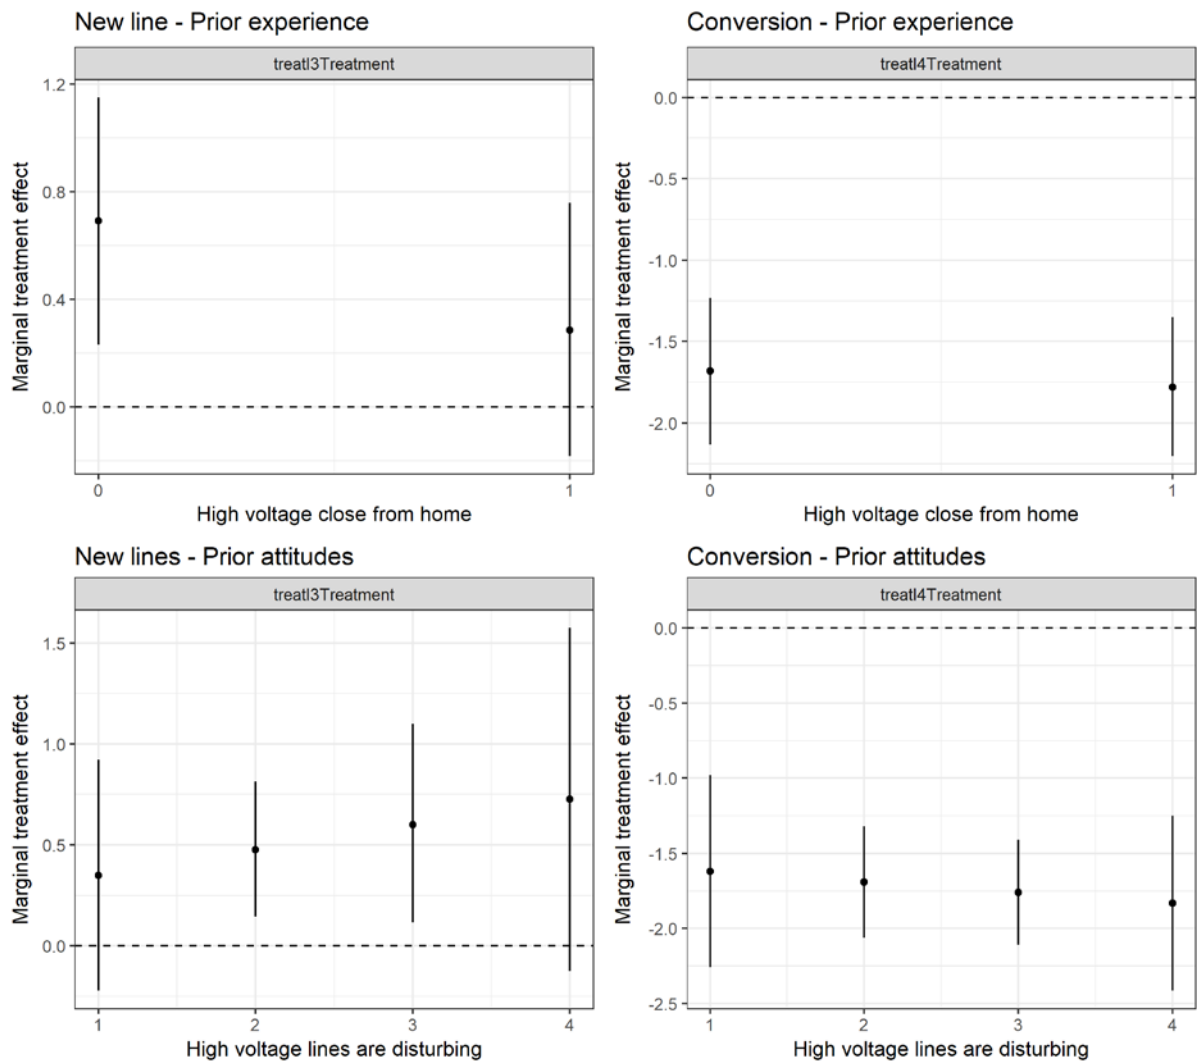 New line - Prior experience
treatl3Treatment
1.2
0.8
0.4
0.0
Marginal treatment effect
0
1
High voltage close from home
Conversion - Prior experience
treatl4Treatment
0.0
-0.5
-1.0
-1.5
-2.0
Marginal treatment effect
0
1
High voltage close from home
New lines - Prior attitudes
treatl3Treatment
1.5
1.0
0.5
0.0
Marginal treatment effect
1
2
3
4
High voltage lines are disturbing
Conversion - Prior attitudes
treatl4Treatment
0.0
-0.5
-1.0
-1.5
-2.0
-2.5
Marginal treatment effect
1
2
3
4
High voltage lines are disturbing